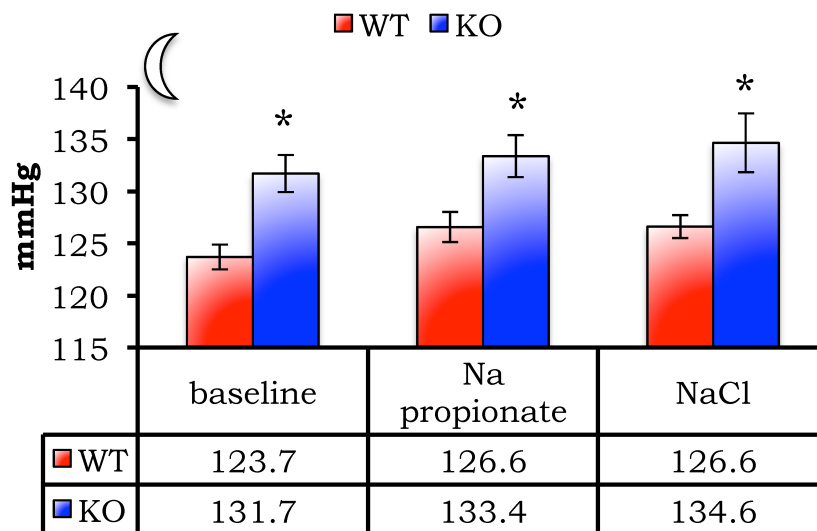 WT KO
mmHg
140
135
130
125
120
115
* * *
baseline Na propionate NaCl
WT 123.7 126.6 126.6
KO 131.7 133.4 134.6